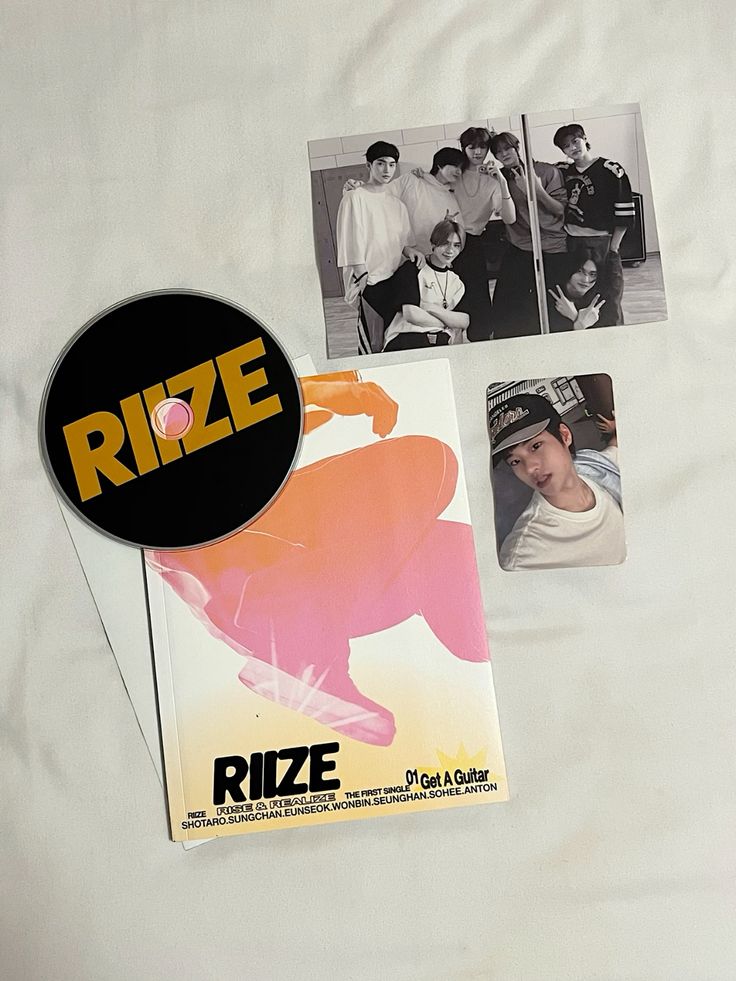 RIIZE
RIIZE
RISE & REALIZE
THE FIRST SINGLE
01 Get A Guitar
RIIZE
SHOTARO.SUNGCHAN.EUNSEOK.WONBIN.SEUNGHAN.SOHEE.ANTON